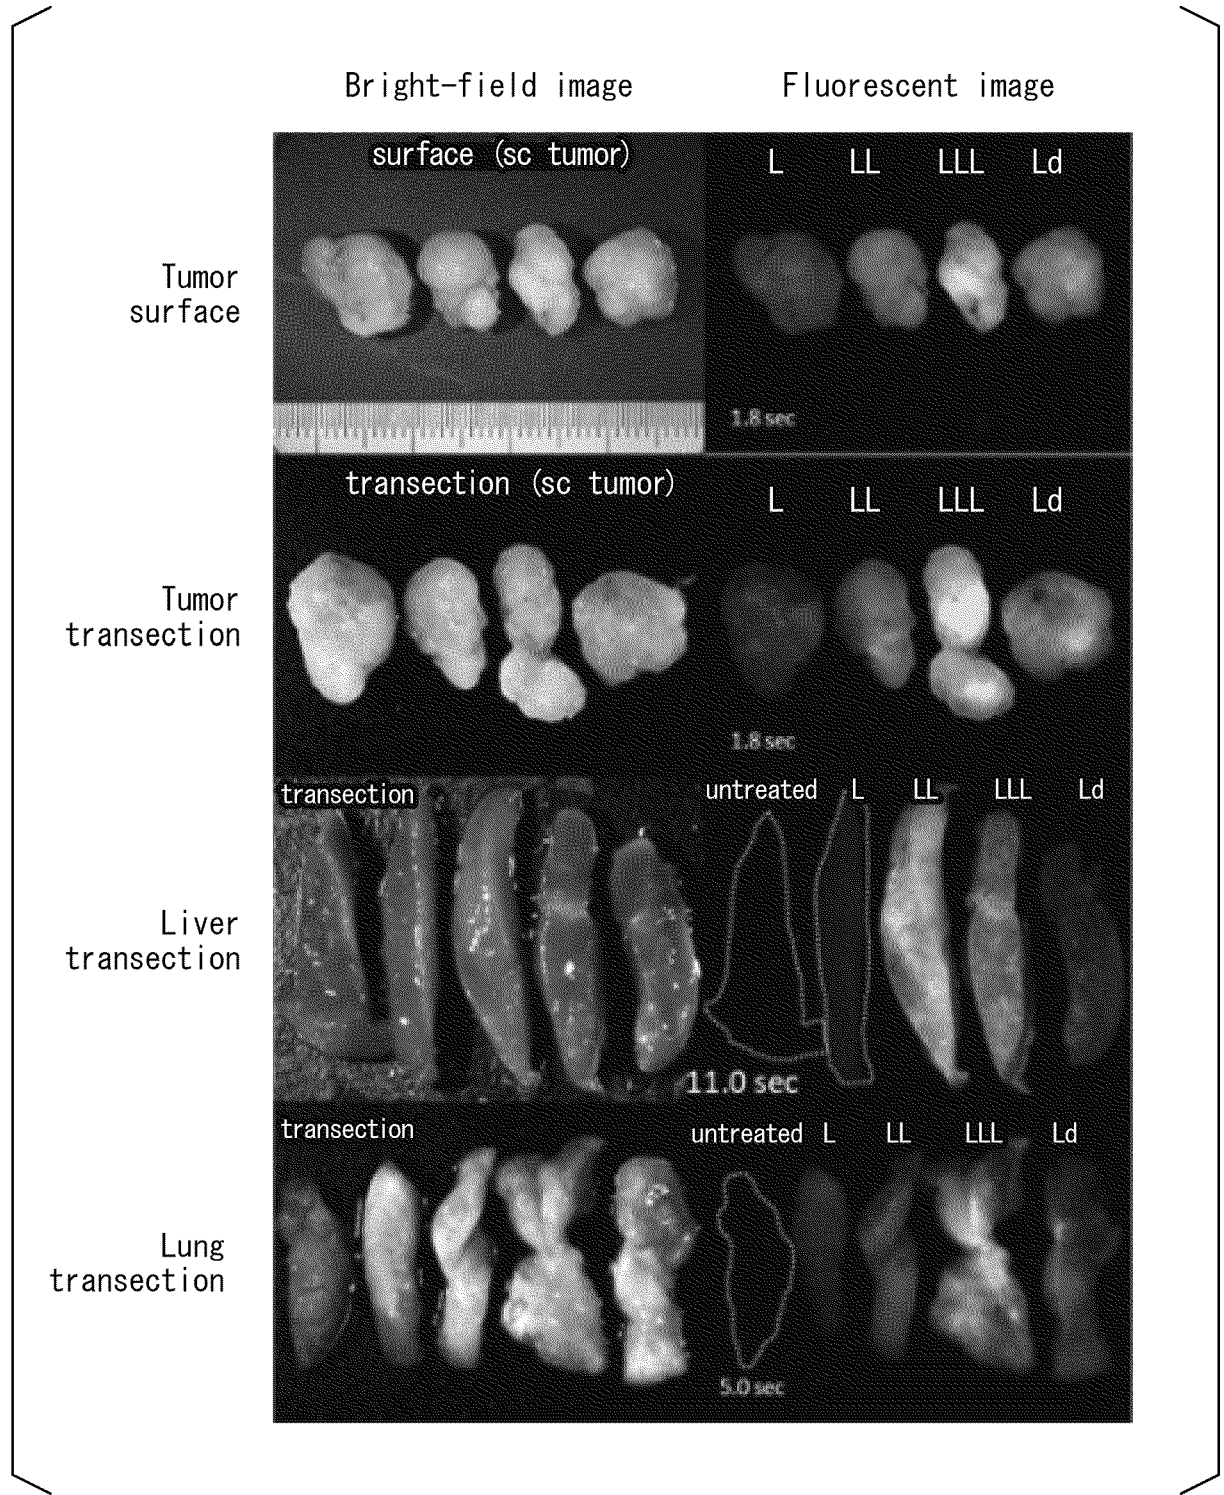 Bright-field image
Fluorescent image
surface (sc tumor)
L LL LLL Ld
Tumor
surface
1.8 sec
transection (sc tumor)
L LL LLL Ld
Tumor
transection
1.8 sec
transection
untreated L LL LLL Ld
Liver
transection
11.0 sec
transection
untreated L LL LLL Ld
Lung
transection
5.0 sec